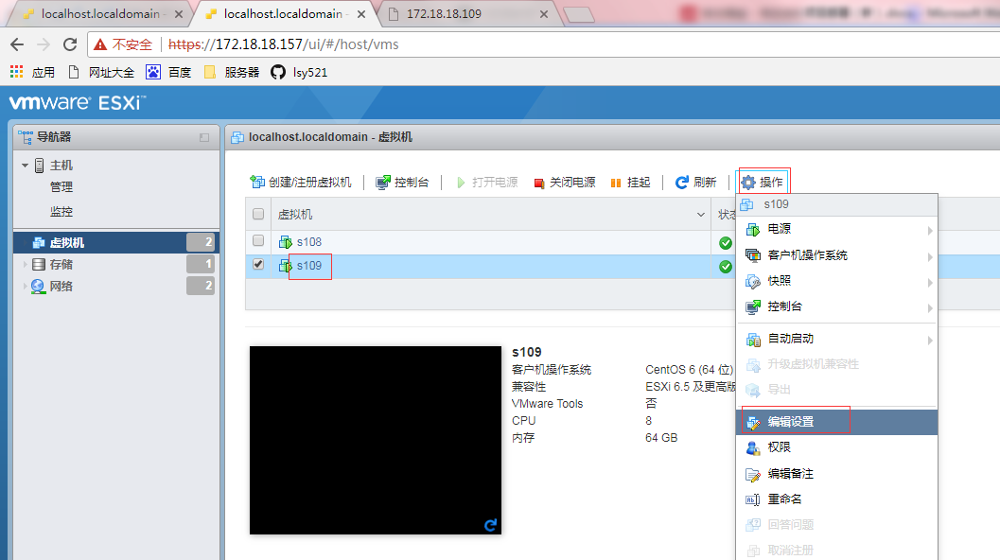 localhost.localdomain - localhost.localdomain - 172.18.18.109
不安全 https://172.18.18.157/ui/#/host/vms
应用 网址大全 百度 服务器 lsy521
vmware ESXi™
导航器 localhost.localdomain - 虚拟机
主机
管理
监控
虚拟机 2
存储 1
网络 2
创建/注册虚拟机 控制台 打开电源 关闭电源 挂起 刷新 操作
虚拟机
s108
s109
s109
客户机操作系统 CentOS 6 (64 位)
兼容性 ESXi 6.5 及更高版
VMware Tools 否
CPU 8
内存 64 GB
s109
电源
客户机操作系统
快照
控制台
自动启动
升级虚拟机兼容性
导出
编辑设置
权限
编辑备注
重命名
回答问题
取消注册